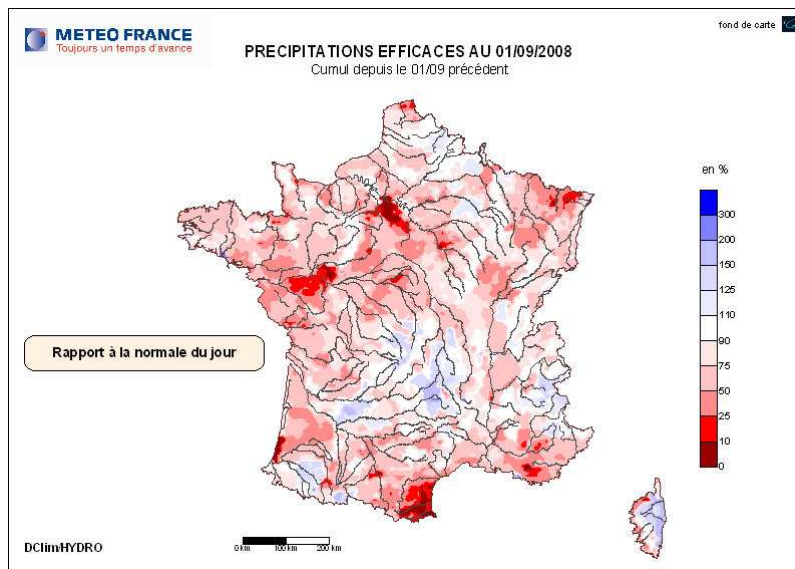 METEO FRANCE
Toujours un temps d'avance
fond de carte
PRECIPITATIONS EFFICACES AU 01/09/2008
Cumul depuis le 01/09 précédent
en %
300
200
150
125
110
90
75
50
25
10
0
Rapport à la normale du jour
DClim/HYDRO
0 km 100 km 200 km